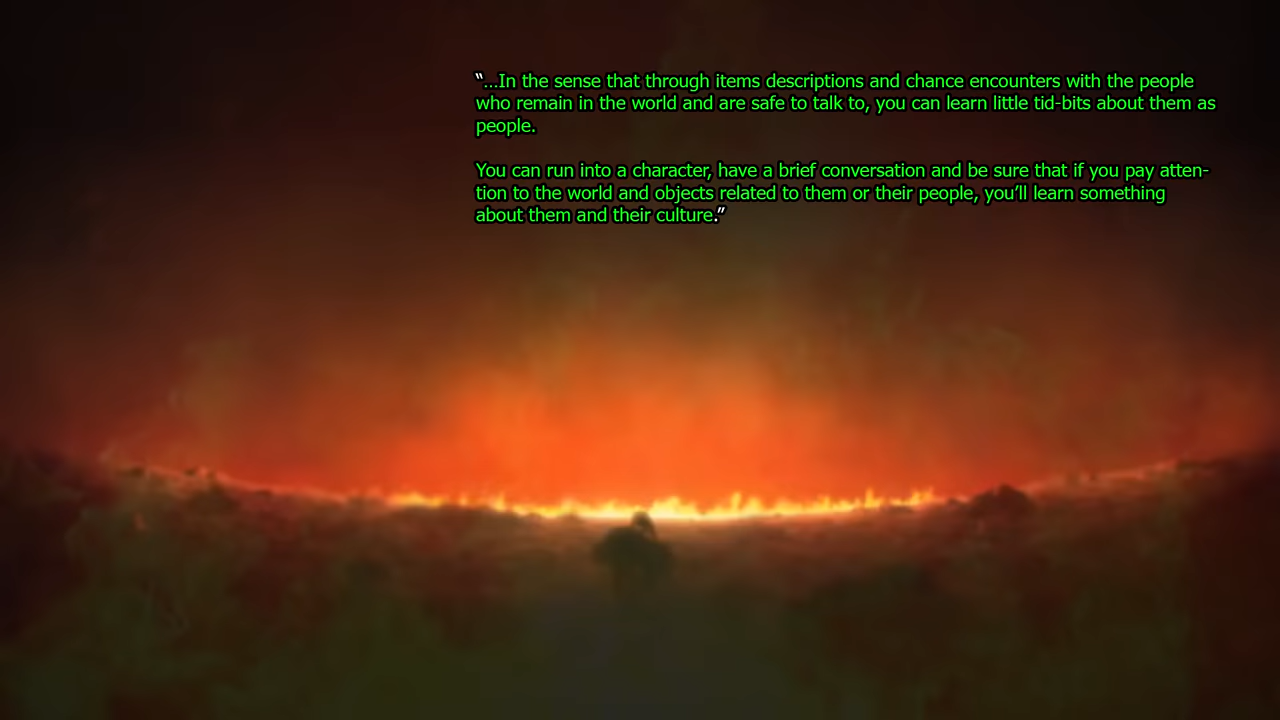 “...In the sense that through items descriptions and chance encounters with the people
who remain in the world and are safe to talk to, you can learn little tid-bits about them as
people.
You can run into a character, have a brief conversation and be sure that if you pay atten-
tion to the world and objects related to them or their people, you’ll learn something
about them and their culture.”